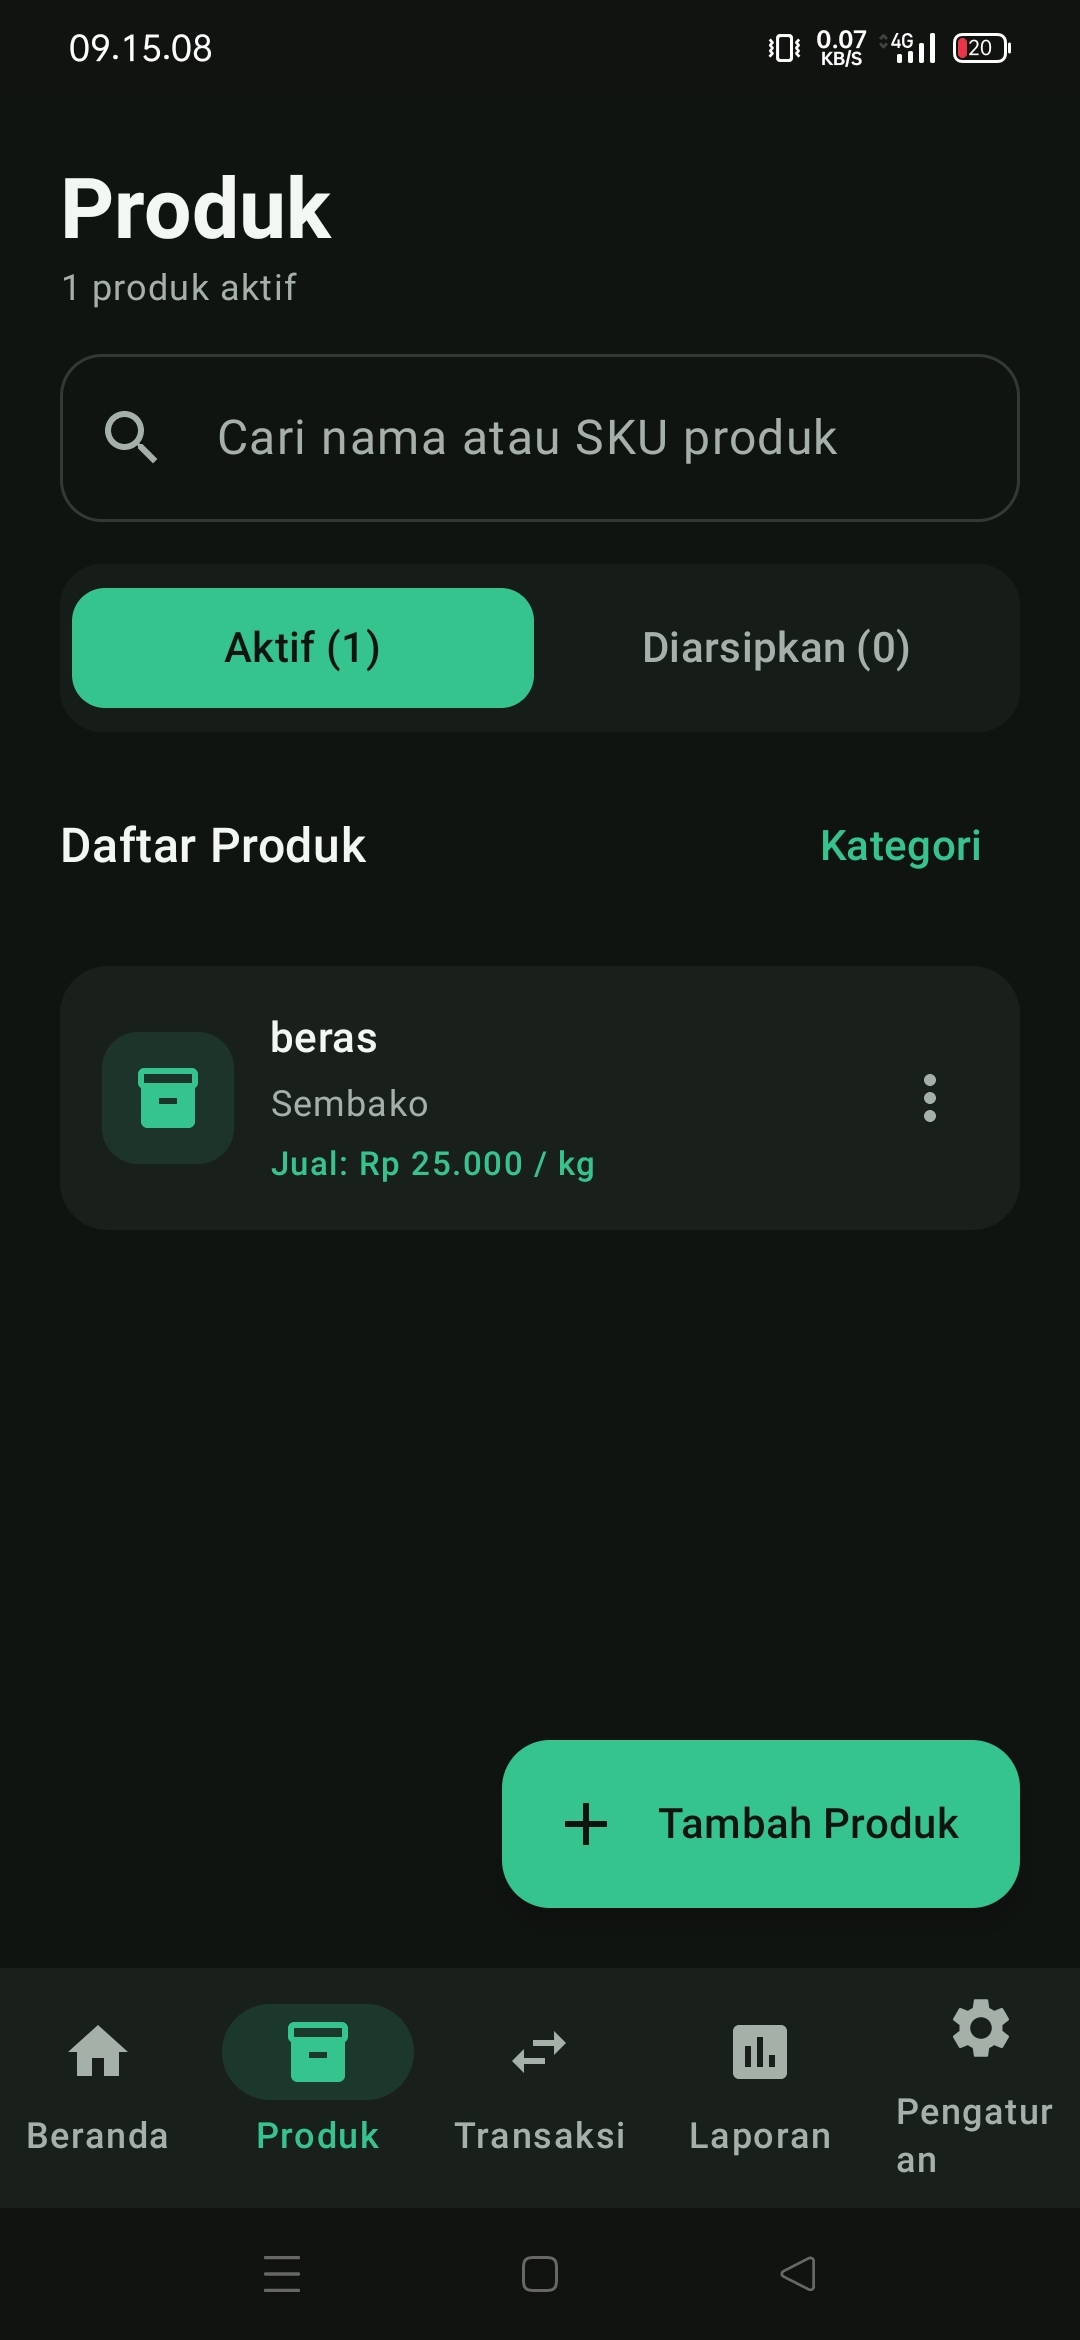 09.15.08
0.07
KB/S
4G
20
Produk
1 produk aktif
Cari nama atau SKU produk
Aktif (1)
Diarsipkan (0)
Daftar Produk
Kategori
beras
Sembako
Jual: Rp 25.000 / kg
Tambah Produk
Beranda
Produk
Transaksi
Laporan
Pengatur
an